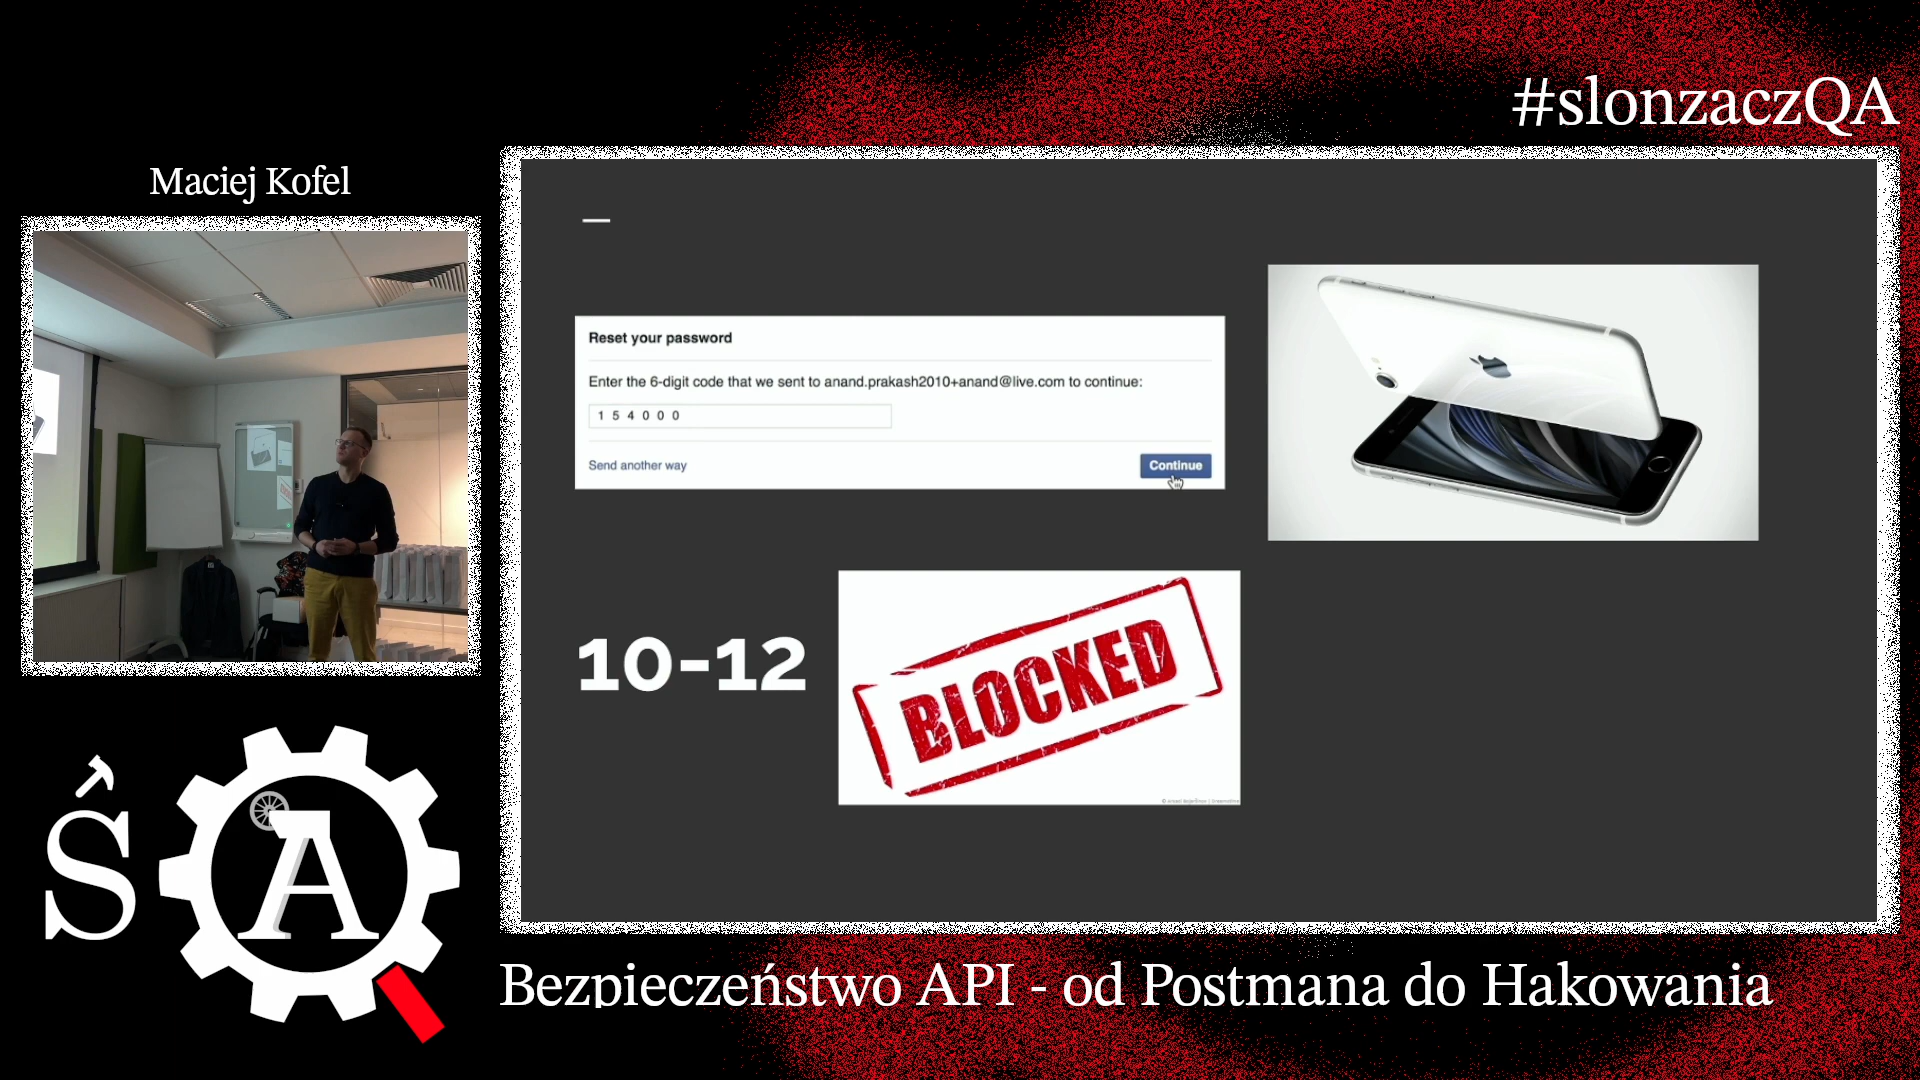 #slonzaczQA
Maciej Kofel
Reset your password
Enter the 6-digit code that we sent to anand.prakash2010+anand@live.com to continue:
1 5 4 0 0 0
Send another way
Continue
10-12
BLOCKED
Ś A
Bezpieczeństwo API - od Postmana do Hakowania